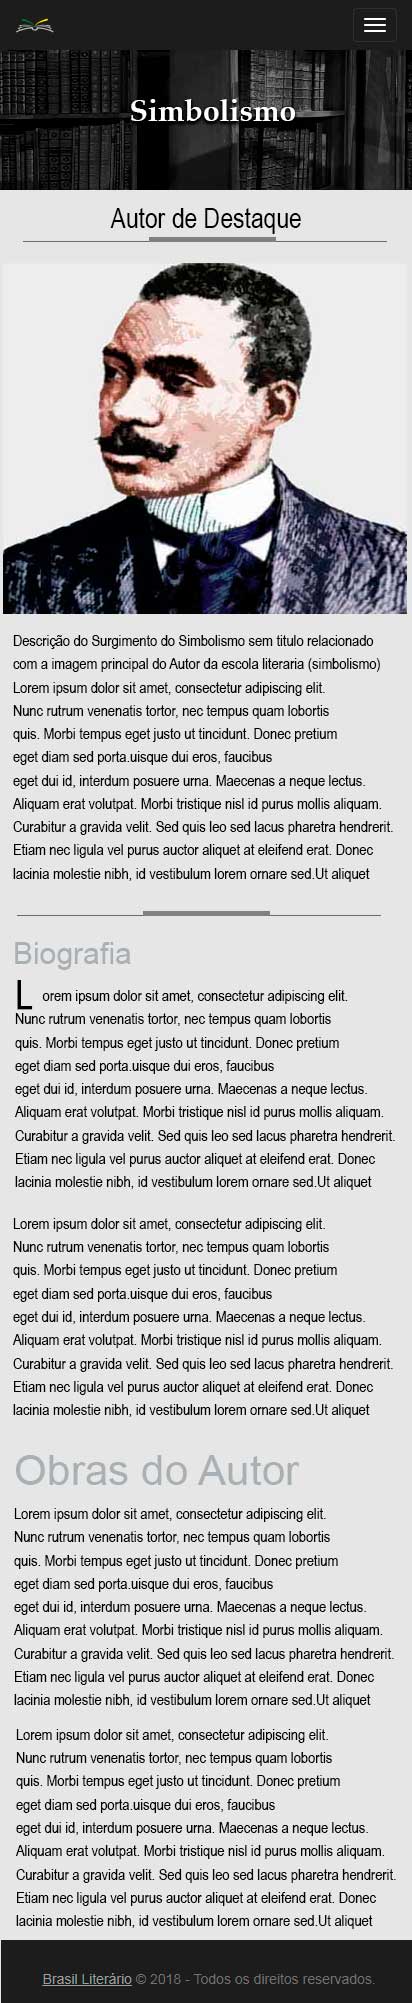 Simbolismo
Autor de Destaque
Descrição do Surgimento do Simbolismo sem titulo relacionado
com a imagem principal do Autor da escola literaria (simbolismo)
Lorem ipsum dolor sit amet, consectetur adipiscing elit.
Nunc rutrum venenatis tortor, nec tempus quam lobortis
quis. Morbi tempus eget justo ut tincidunt. Donec pretium
eget diam sed porta.uisque dui eros, faucibus
eget dui id, interdum posuere urna. Maecenas a neque lectus.
Aliquam erat volutpat. Morbi tristique nisl id purus mollis aliquam.
Curabitur a gravida velit. Sed quis leo sed lacus pharetra hendrerit.
Etiam nec ligula vel purus auctor aliquet at eleifend erat. Donec
lacinia molestie nibh, id vestibulum lorem ornare sed.Ut aliquet
Biografia
Lorem ipsum dolor sit amet, consectetur adipiscing elit.
Nunc rutrum venenatis tortor, nec tempus quam lobortis
quis. Morbi tempus eget justo ut tincidunt. Donec pretium
eget diam sed porta.uisque dui eros, faucibus
eget dui id, interdum posuere urna. Maecenas a neque lectus.
Aliquam erat volutpat. Morbi tristique nisl id purus mollis aliquam.
Curabitur a gravida velit. Sed quis leo sed lacus pharetra hendrerit.
Etiam nec ligula vel purus auctor aliquet at eleifend erat. Donec
lacinia molestie nibh, id vestibulum lorem ornare sed.Ut aliquet
Lorem ipsum dolor sit amet, consectetur adipiscing elit.
Nunc rutrum venenatis tortor, nec tempus quam lobortis
quis. Morbi tempus eget justo ut tincidunt. Donec pretium
eget diam sed porta.uisque dui eros, faucibus
eget dui id, interdum posuere urna. Maecenas a neque lectus.
Aliquam erat volutpat. Morbi tristique nisl id purus mollis aliquam.
Curabitur a gravida velit. Sed quis leo sed lacus pharetra hendrerit.
Etiam nec ligula vel purus auctor aliquet at eleifend erat. Donec
lacinia molestie nibh, id vestibulum lorem ornare sed.Ut aliquet
Obras do Autor
Lorem ipsum dolor sit amet, consectetur adipiscing elit.
Nunc rutrum venenatis tortor, nec tempus quam lobortis
quis. Morbi tempus eget justo ut tincidunt. Donec pretium
eget diam sed porta.uisque dui eros, faucibus
eget dui id, interdum posuere urna. Maecenas a neque lectus.
Aliquam erat volutpat. Morbi tristique nisl id purus mollis aliquam.
Curabitur a gravida velit. Sed quis leo sed lacus pharetra hendrerit.
Etiam nec ligula vel purus auctor aliquet at eleifend erat. Donec
lacinia molestie nibh, id vestibulum lorem ornare sed.Ut aliquet
Lorem ipsum dolor sit amet, consectetur adipiscing elit.
Nunc rutrum venenatis tortor, nec tempus quam lobortis
quis. Morbi tempus eget justo ut tincidunt. Donec pretium
eget diam sed porta.uisque dui eros, faucibus
eget dui id, interdum posuere urna. Maecenas a neque lectus.
Aliquam erat volutpat. Morbi tristique nisl id purus mollis aliquam.
Curabitur a gravida velit. Sed quis leo sed lacus pharetra hendrerit.
Etiam nec ligula vel purus auctor aliquet at eleifend erat. Donec
lacinia molestie nibh, id vestibulum lorem ornare sed.Ut aliquet
Brasil Literário © 2018 - Todos os direitos reservados.